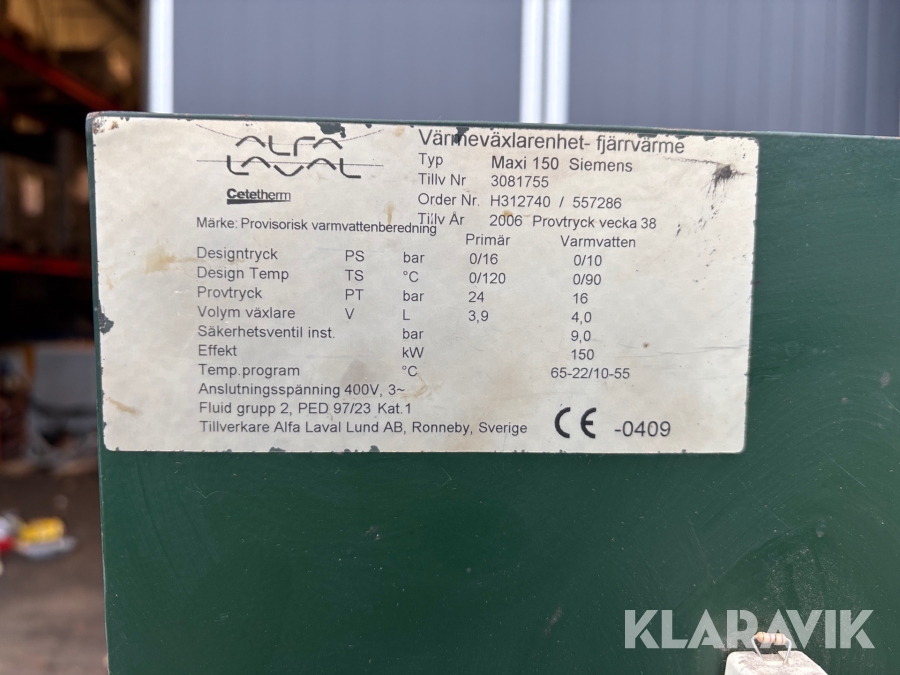 ALFA
LAVAL
Cetetherm
Värmeväxlarenhet- fjärrvärme
Typ Maxi 150 Siemens
Tillv Nr 3081755
Order Nr. H312740 / 557286
Tillv År 2006 Provtryck vecka 38
Märke: Provisorisk varmvattenberedning
Primär Varmvatten
Designtryck PS bar 0/16 0/10
Design Temp TS °C 0/120 0/90
Provtryck PT bar 24 16
Volym växlare V L 3,9 4,0
Säkerhetsventil inst. bar 9,0
Effekt kW 150
Temp.program °C 65-22/10-55
Anslutningsspänning 400V, 3~
Fluid grupp 2, PED 97/23 Kat.1
Tillverkare Alfa Laval Lund AB, Ronneby, Sverige CE -0409
KLARAVIK